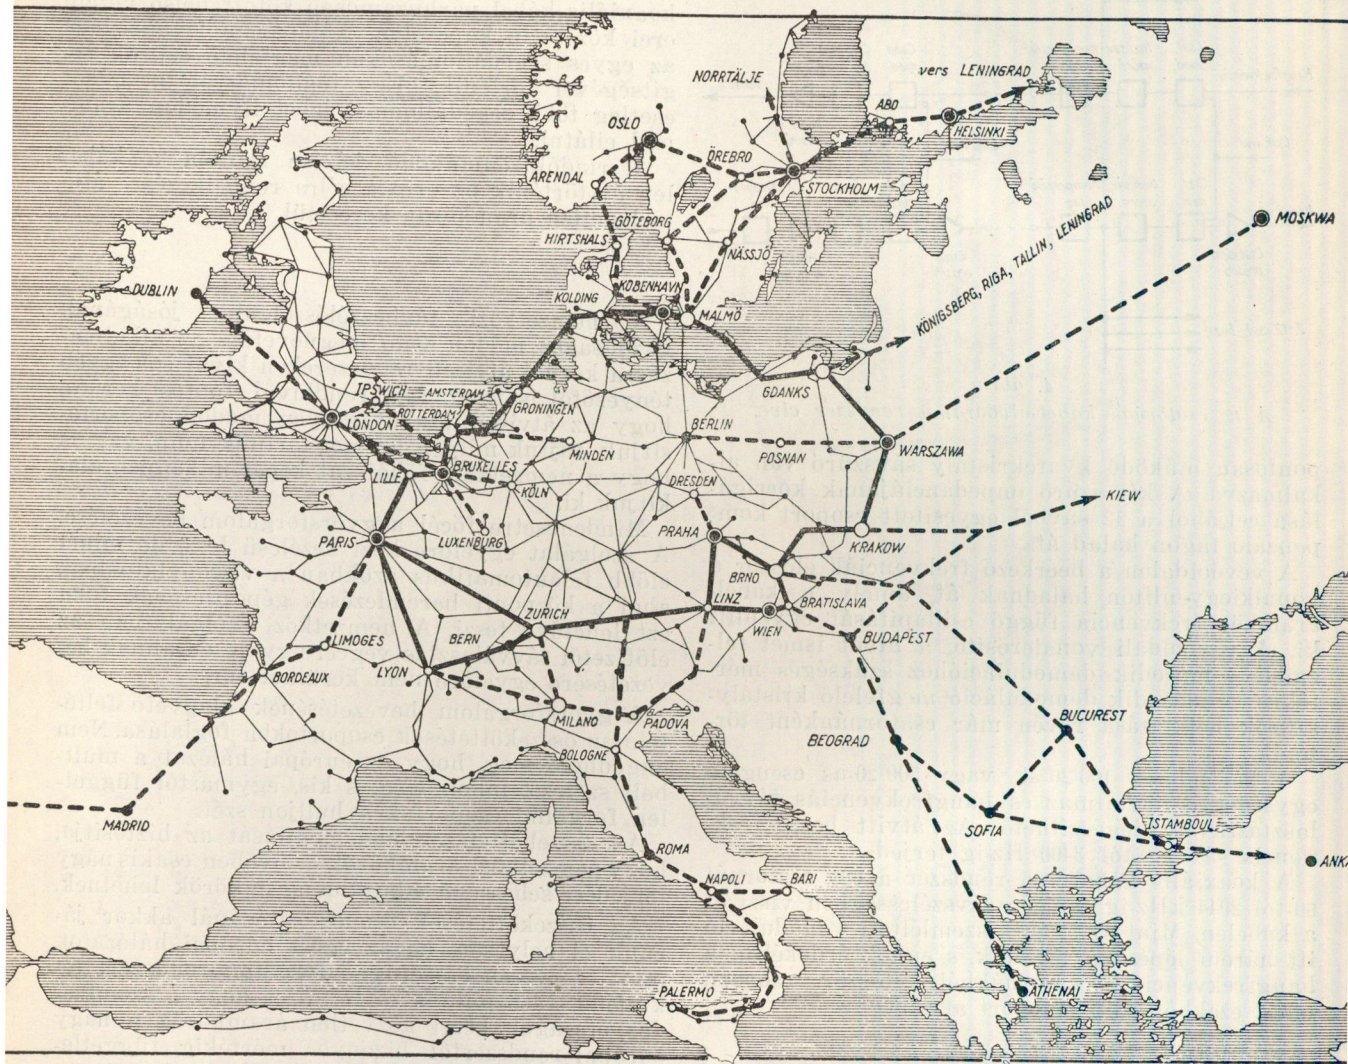 NORRTÄLJE
vers LENINGRAD
ABO
HELSINKI
OSLO
ÖREBRO
STOCKHOLM
ARENDAL
GÖTEBORG
HIRTSHALS
NÄSSJÖ
MOSKWA
DUBLIN
KOLDING
KOBENHAVN
MALMÖ
KÖNIGSBERG, RIGA, TALLIN, LENINGRAD
IPSWICH
AMSTERDAM
GRONINGEN
GDANKS
ROTTERDAM
LONDON
BERLIN
MINDEN
POSNAN
WARSZAWA
LILLE
BRUXELLES
KÖLN
DRESDEN
KIEW
PARIS
LUXENBURG
PRAHA
KRAKOW
BRNO
ZURICH
LINZ
BRATISLAVA
WIEN
LIMOGES
BERN
BUDAPEST
BORDEAUX
LYON
MILANO
PADOVA
BUCUREST
BEOGRAD
BOLOGNE
MADRID
SOFIA
ISTAMBOUL
ROMA
NAPOLI
BARI
PALERMO
ATHENAI